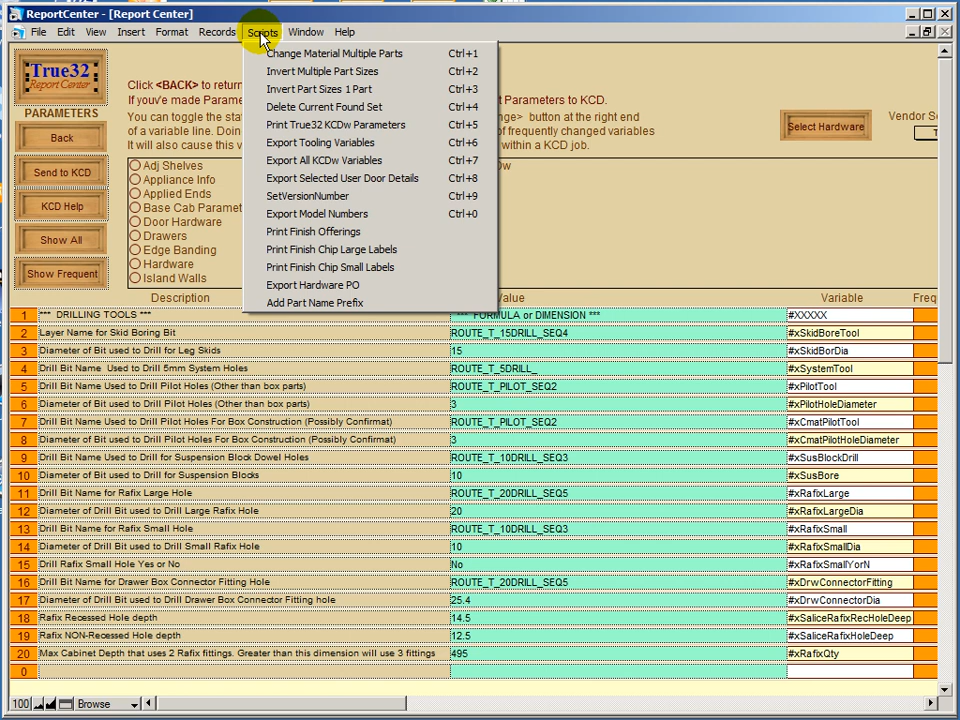 ReportCenter - [Report Center]
File Edit View Insert Format Records Scripts Window Help
True32
Report Center
PARAMETERS
Back
Send to KCD
KCD Help
Show All
Show Frequent
Click <BACK> to retur
If youv'e made Parame
You can toggle the sta
of a variable line. Doin
It will also cause this v
t Parameters to KCD.
nge> button at the right end
of frequently changed variables
within a KCD job.
Select Hardware
Vendor Se
T
Adj Shelves
Appliance Info
Applied Ends
Base Cab Paramet
Door Hardware
Drawers
Edge Banding
Hardware
Island Walls
Change Material Multiple Parts Ctrl+1
Invert Multiple Part Sizes Ctrl+2
Invert Part Sizes 1 Part Ctrl+3
Delete Current Found Set Ctrl+4
Print True32 KCDw Parameters Ctrl+5
Export Tooling Variables Ctrl+6
Export All KCDw Variables Ctrl+7
Export Selected User Door Details Ctrl+8
SetVersionNumber Ctrl+9
Export Model Numbers Ctrl+0
Print Finish Offerings
Print Finish Chip Large Labels
Print Finish Chip Small Labels
Export Hardware PO
Add Part Name Prefix
Description Value Variable Freq
1 *** DRILLING TOOLS *** *** FORMULA or DIMENSION *** #XXXXX
2 Layer Name for Skid Boring Bit ROUTE_T_15DRILL_SEQ4 #xSkidBoreTool
3 Diameter of Bit used to Drill for Leg Skids 15 #xSkidBorDia
4 Drill Bit Name Used to Drill 5mm System Holes ROUTE_T_5DRILL_ #xSystemTool
5 Drill Bit Name Used to Drill Pilot Holes (Other than box parts) ROUTE_T_PILOT_SEQ2 #xPilotTool
6 Diameter of Bit used to Drill Pilot Holes (Other than box parts) 3 #xPilotHoleDiameter
7 Drill Bit Name Used to Drill Pilot Holes For Box Construction (Possibly Confirmat) ROUTE_T_PILOT_SEQ2 #xCmatPilotTool
8 Diameter of Bit used to Drill Pilot Holes For Box Construction (Possibly Confirmat) 3 #xCmatPilotHoleDiameter
9 Drill Bit Name Used to Drill for Suspension Block Dowel Holes ROUTE_T_10DRILL_SEQ3 #xSusBlockDrill
10 Diameter of Bit used to Drill for Suspension Blocks 10 #xSusBore
11 Drill Bit Name for Rafix Large Hole ROUTE_T_20DRILL_SEQ5 #xRafixLarge
12 Diameter of Bit used to Drill Large Rafix Hole 20 #xRafixLargeDia
13 Drill Bit Name for Rafix Small Hole ROUTE_T_10DRILL_SEQ3 #xRafixSmall
14 Diameter of Drill Bit used to Drill Small Rafix Hole 10 #xRafixSmallDia
15 Drill Rafix Small Hole Yes or No No #xRafixSmallYorN
16 Drill Bit Name for Drawer Box Connector Fitting Hole ROUTE_T_20DRILL_SEQ5 #xDrwConnectorFitting
17 Diameter of Drill Bit used to Drill Drawer Box Connector Fitting hole 25.4 #xDrwConnectorDia
18 Rafix Recessed Hole depth 14.5 #xSaliceRafixRecHoleDeep
19 Rafix NON-Recessed Hole depth 12.5 #xSaliceRafixHoleDeep
20 Max Cabinet Depth that uses 2 Rafix fittings. Greater than this dimension will use 3 fittings 495 #xRafixQty
0
100 Browse